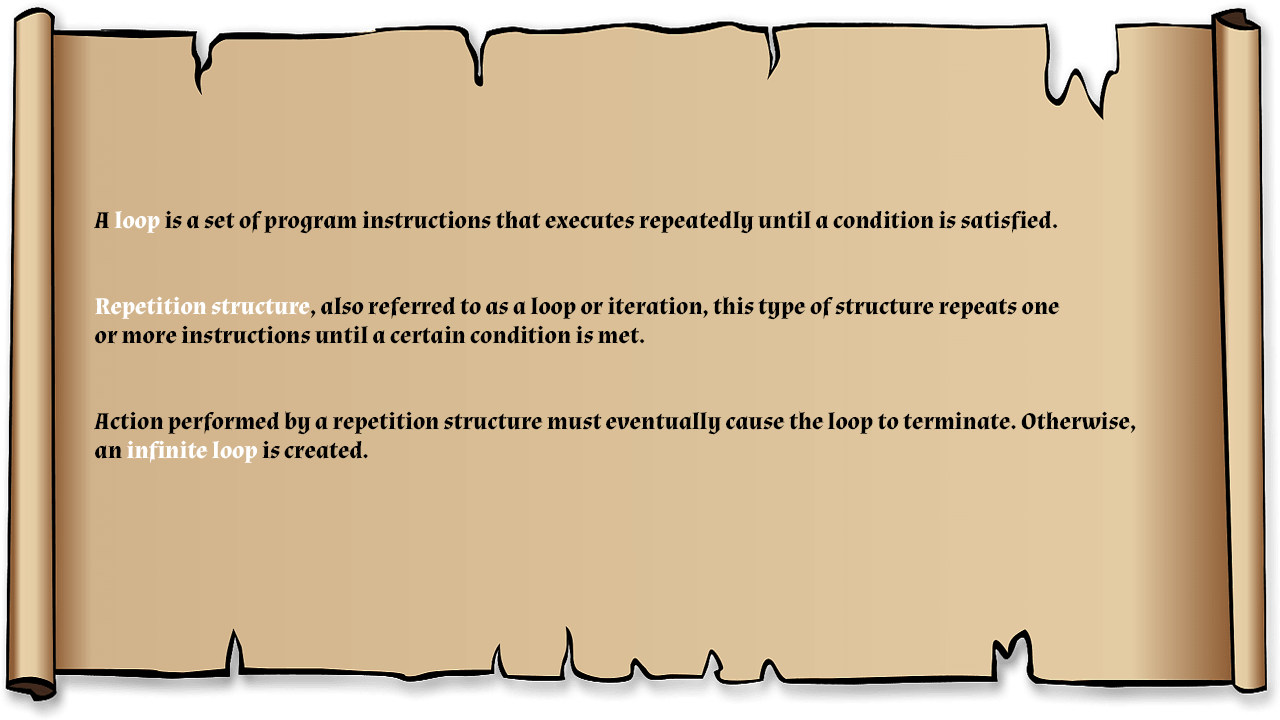 A loop is a set of program instructions that executes repeatedly until a condition is satisfied.
Repetition structure, also referred to as a loop or iteration, this type of structure repeats one
or more instructions until a certain condition is met.
Action performed by a repetition structure must eventually cause the loop to terminate. Otherwise,
an infinite loop is created.